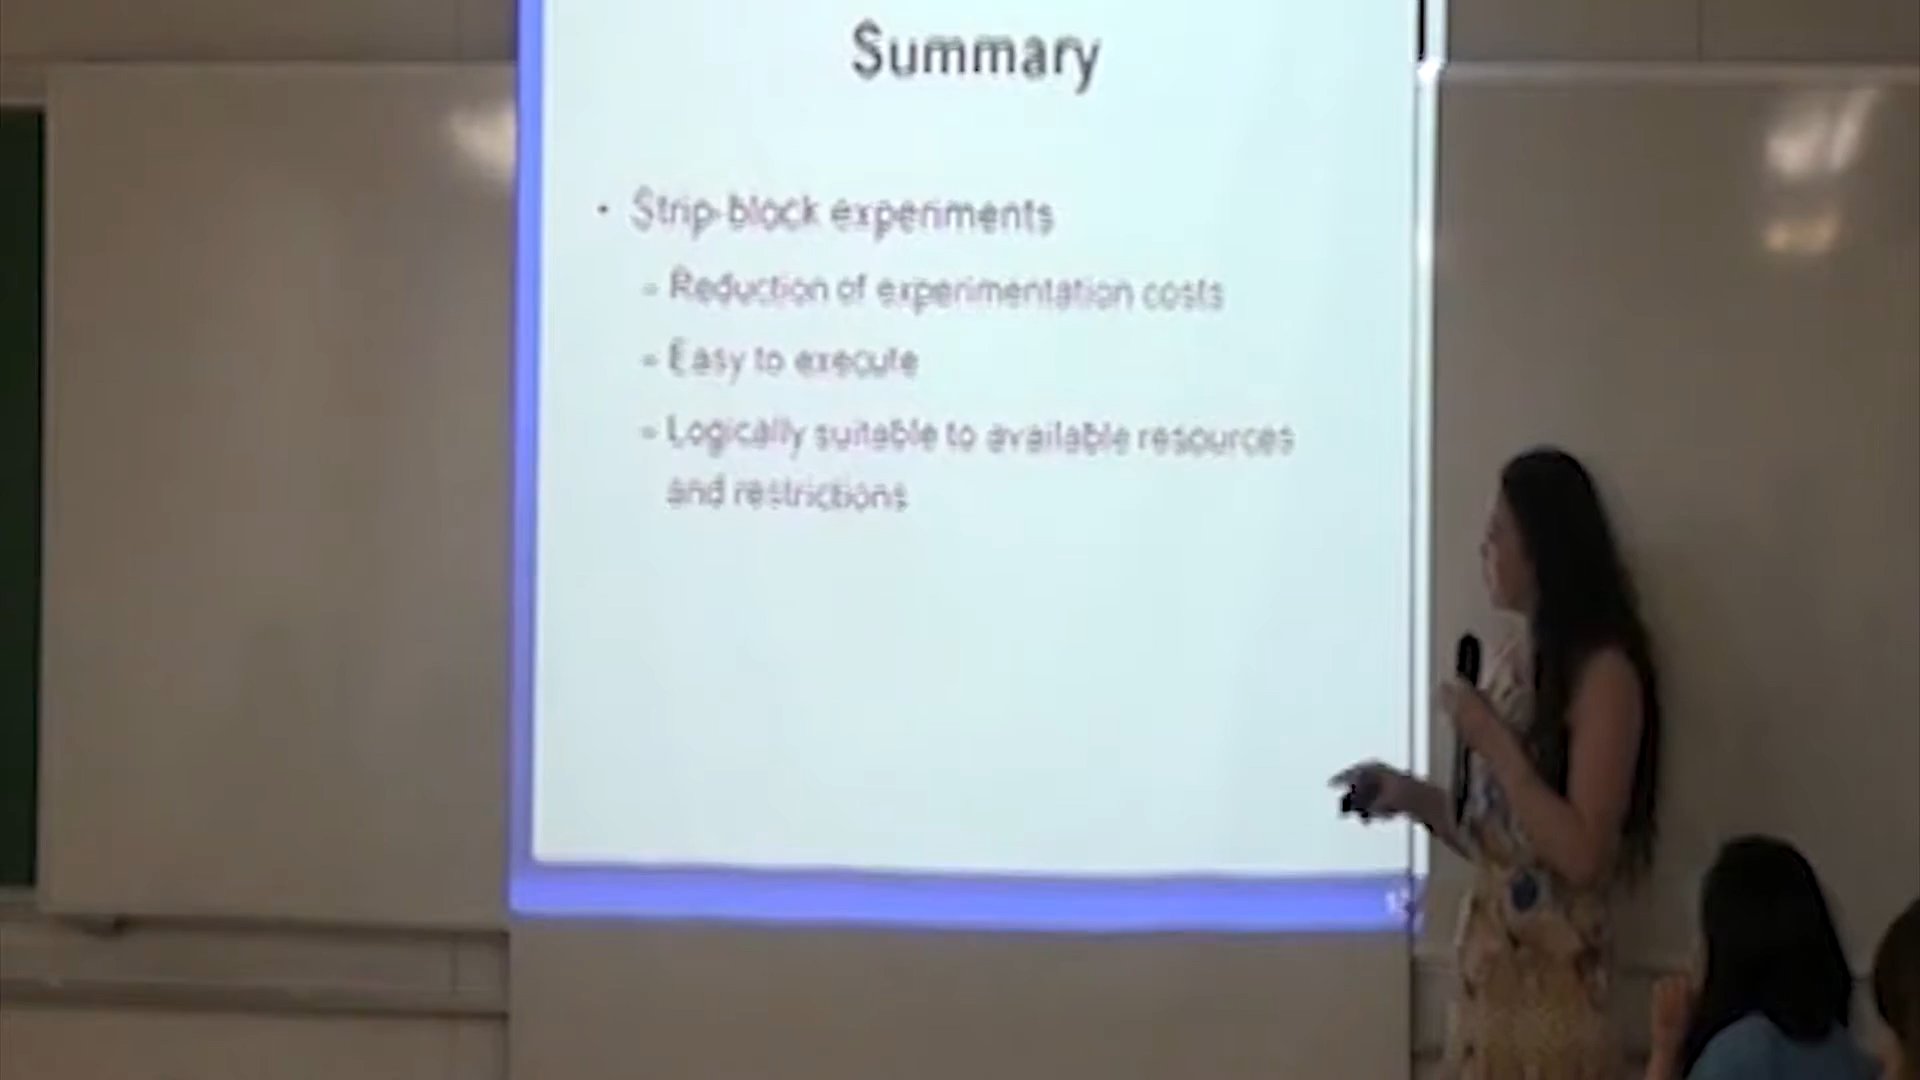 Summary
• Strip-block experiments
- Reduction of experimentation costs
- Easy to execute
- Logically suitable to available resources
and restrictions